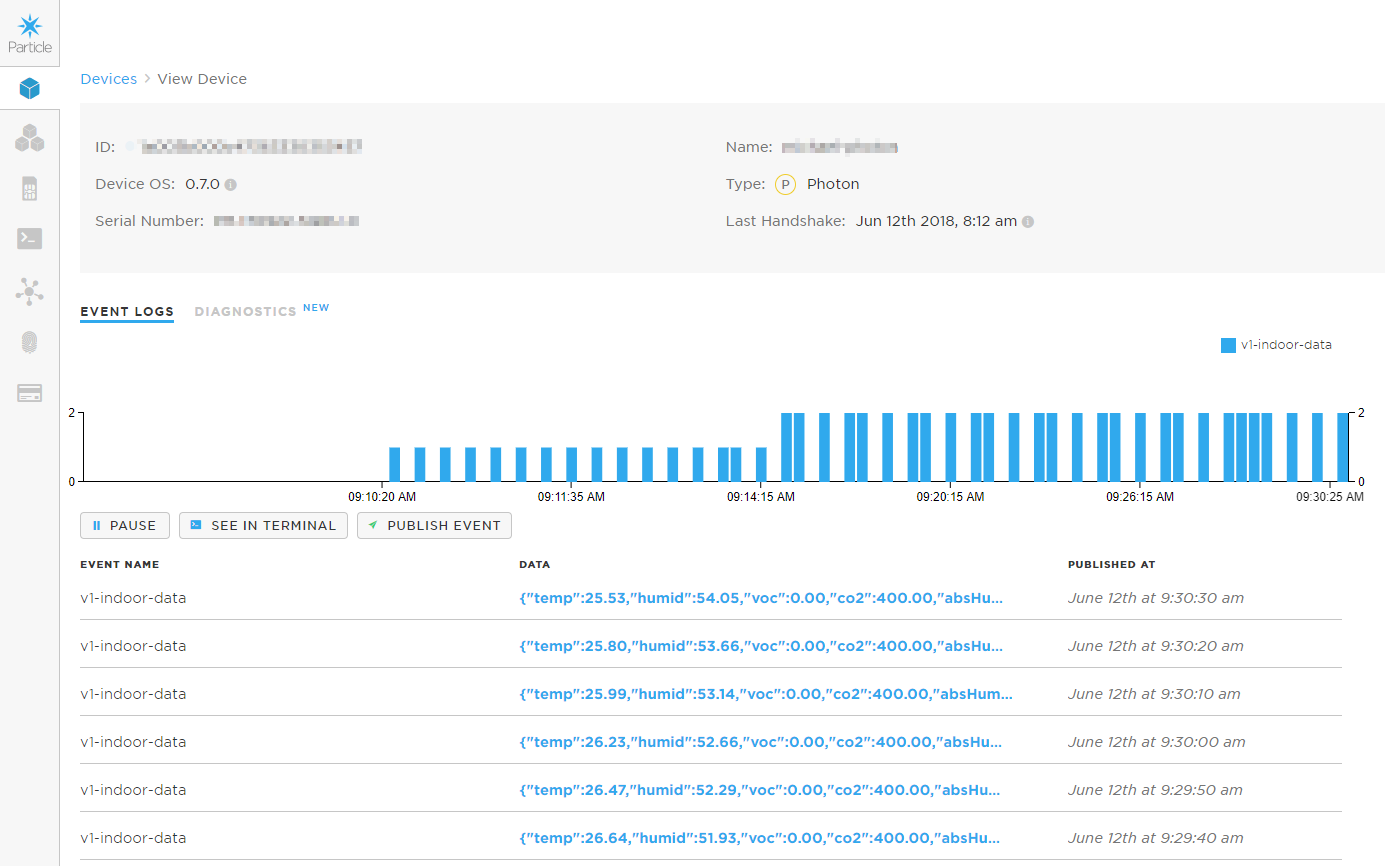 Particle
Devices > View Device
ID:
Name:
Device OS: 0.7.0
Type: P Photon
Serial Number:
Last Handshake: Jun 12th 2018, 8:12 am
EVENT LOGS DIAGNOSTICS NEW
v1-indoor-data
2 2
0 0
09:10:20 AM 09:11:35 AM 09:14:15 AM 09:20:15 AM 09:26:15 AM 09:30:25 AM
PAUSE SEE IN TERMINAL PUBLISH EVENT
EVENT NAME DATA PUBLISHED AT
v1-indoor-data {"temp":25.53,"humid":54.05,"voc":0.00,"co2":400.00,"absHu... June 12th at 9:30:30 am
v1-indoor-data {"temp":25.80,"humid":53.66,"voc":0.00,"co2":400.00,"absHu... June 12th at 9:30:20 am
v1-indoor-data {"temp":25.99,"humid":53.14,"voc":0.00,"co2":400.00,"absHum... June 12th at 9:30:10 am
v1-indoor-data {"temp":26.23,"humid":52.66,"voc":0.00,"co2":400.00,"absHu... June 12th at 9:30:00 am
v1-indoor-data {"temp":26.47,"humid":52.29,"voc":0.00,"co2":400.00,"absHu... June 12th at 9:29:50 am
v1-indoor-data {"temp":26.64,"humid":51.93,"voc":0.00,"co2":400.00,"absHu... June 12th at 9:29:40 am